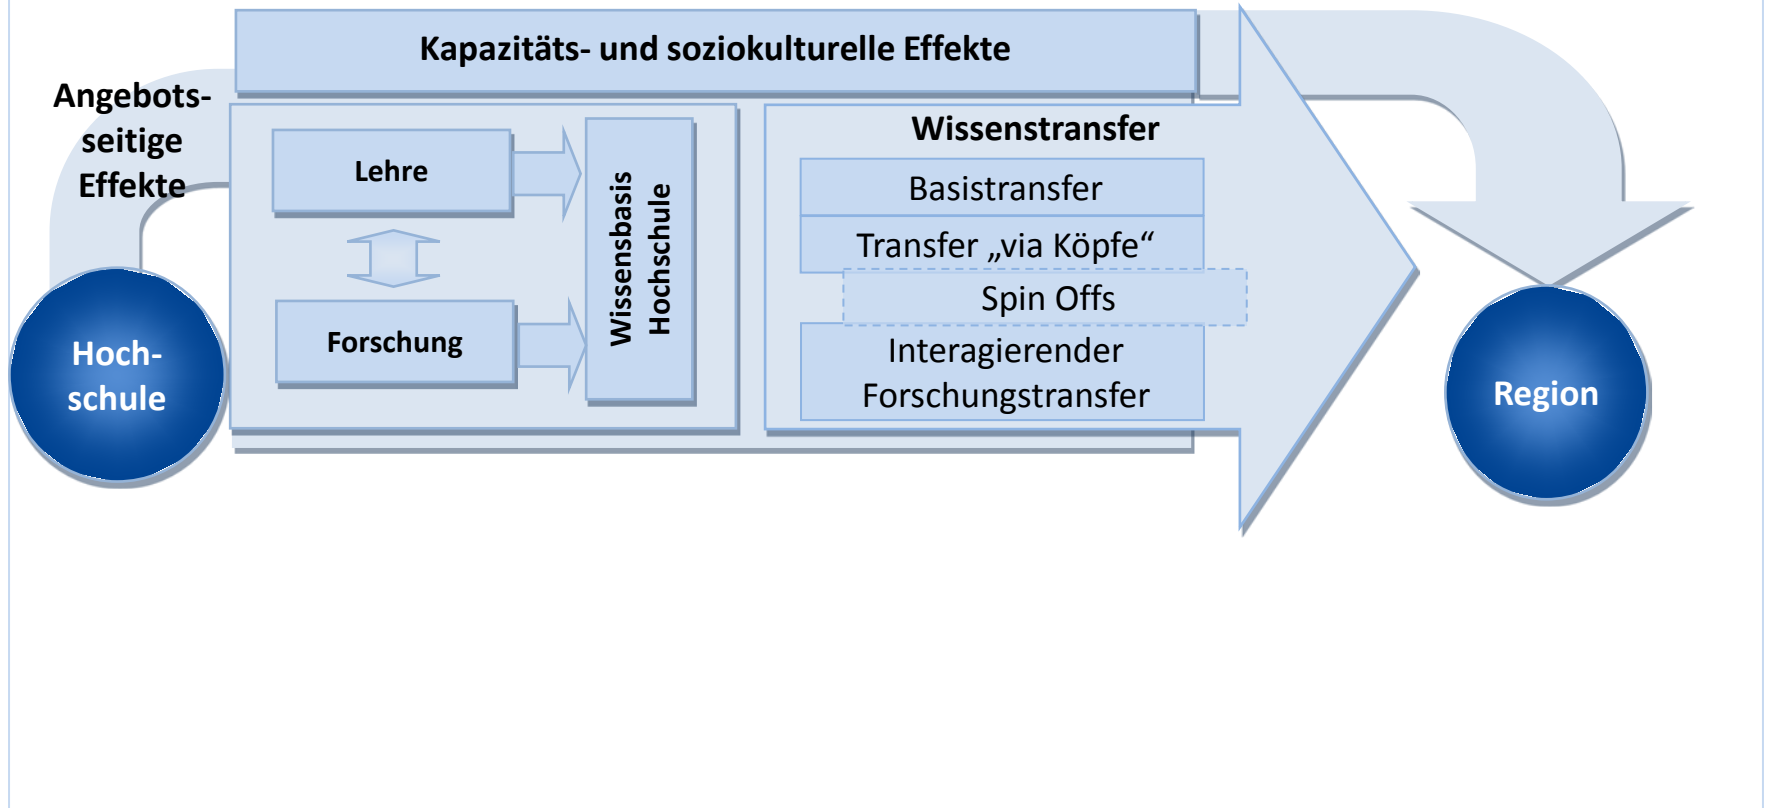 Kapazitäts- und soziokulturelle Effekte
Angebots-
seitige
Effekte
Lehre
Forschung
Wissensbasis
Hochschule
Wissenstransfer
Basistransfer
Transfer „via Köpfe“
Spin Offs
Interagierender
Forschungstransfer
Hoch-
schule
Region